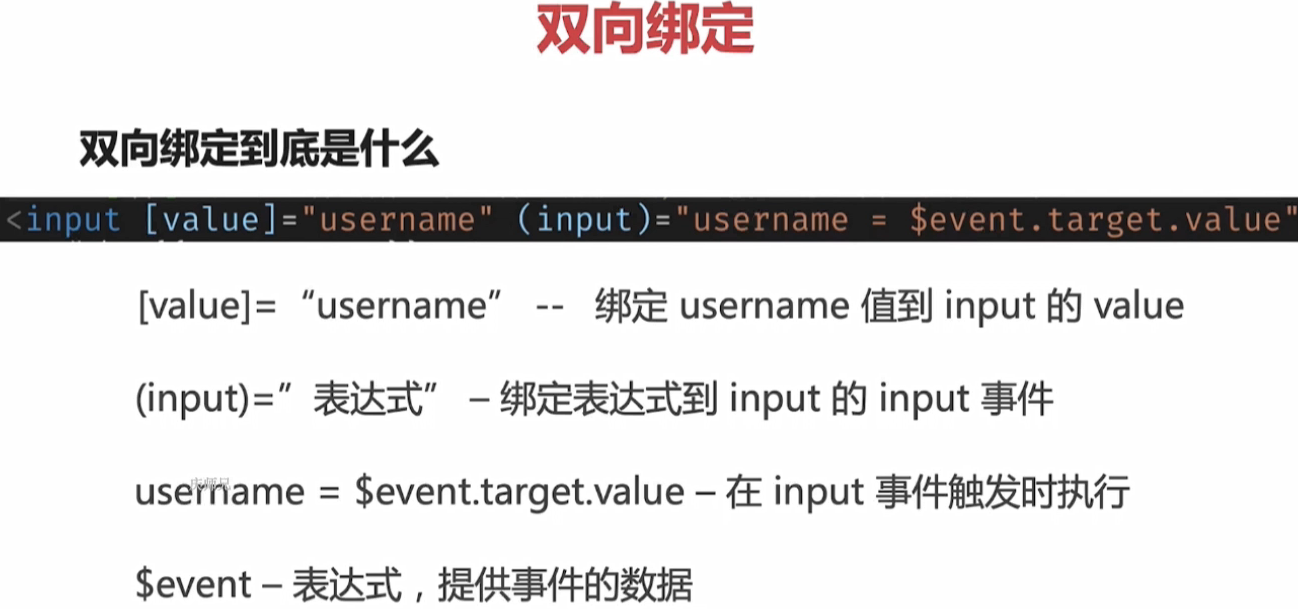 双向绑定
双向绑定到底是什么
<input [value]="username" (input)="username = $event.target.value"
[value]= “username” -- 绑定 username 值到 input 的 value
(input)=” 表达式” – 绑定表达式到 input 的 input 事件
username = $event.target.value – 在 input 事件触发时执行
$event – 表达式，提供事件的数据